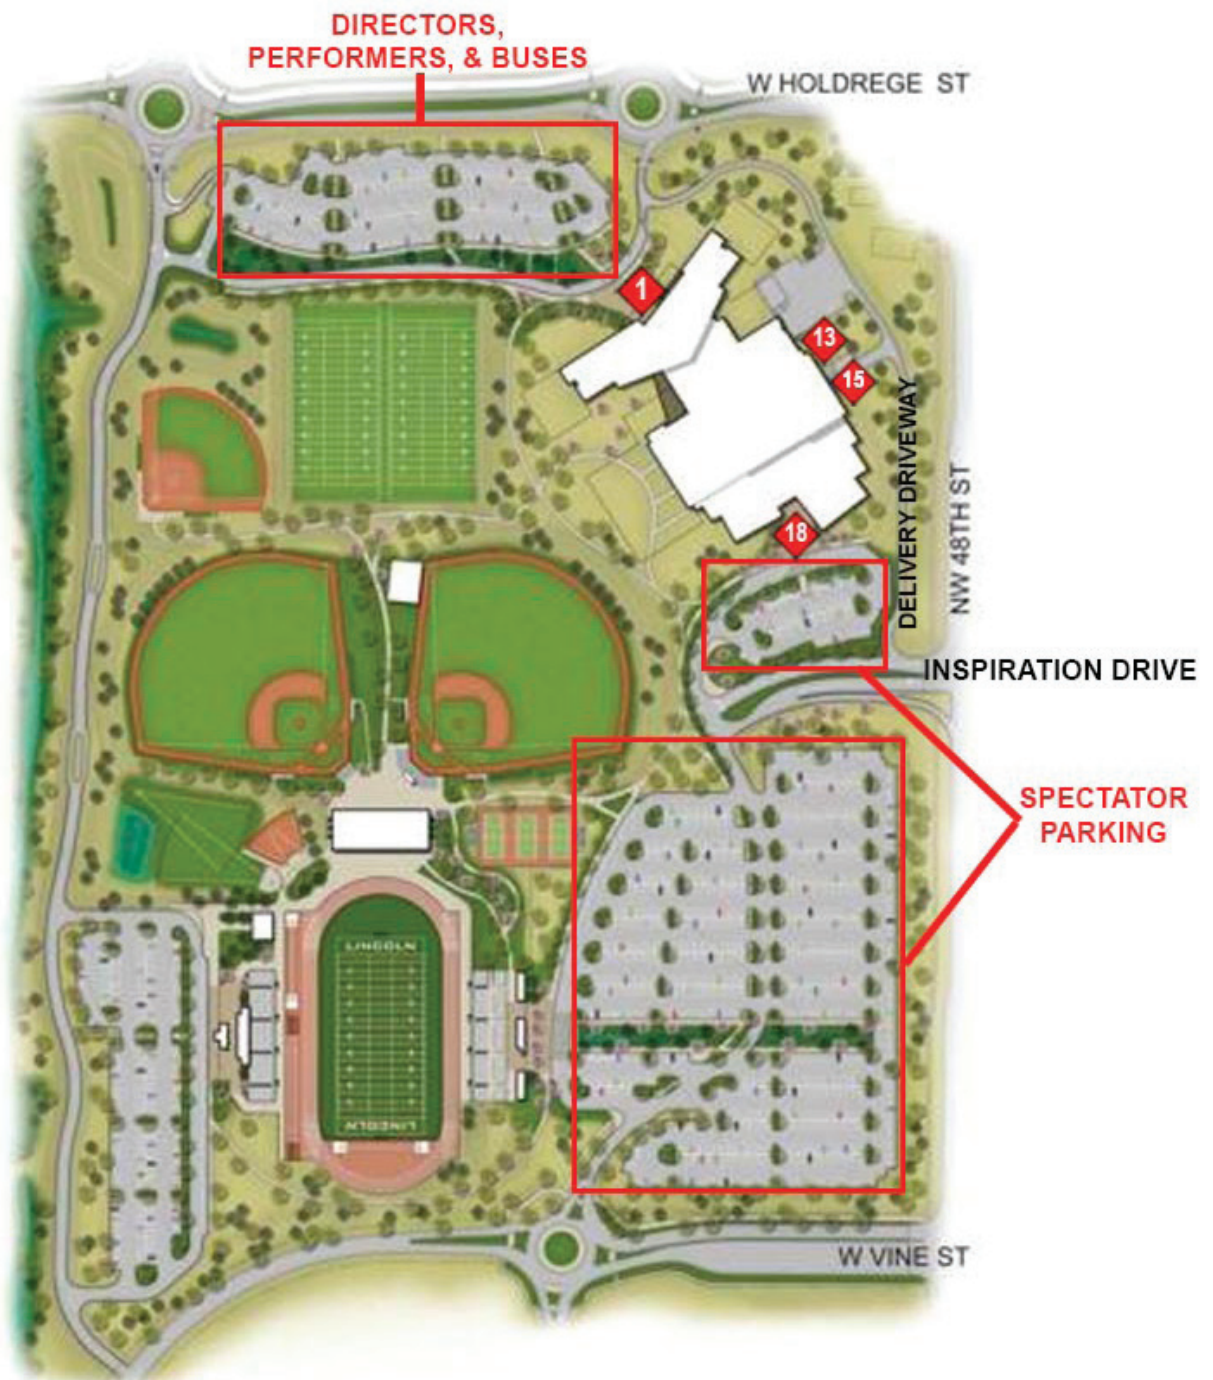 DIRECTORS,
PERFORMERS, & BUSES
W HOLDREGE ST
1
13
15
DELIVERY DRIVEWAY
NW 48TH ST
18
INSPIRATION DRIVE
SPECTATOR
PARKING
LINCOLN
LINCOLN
W VINE ST